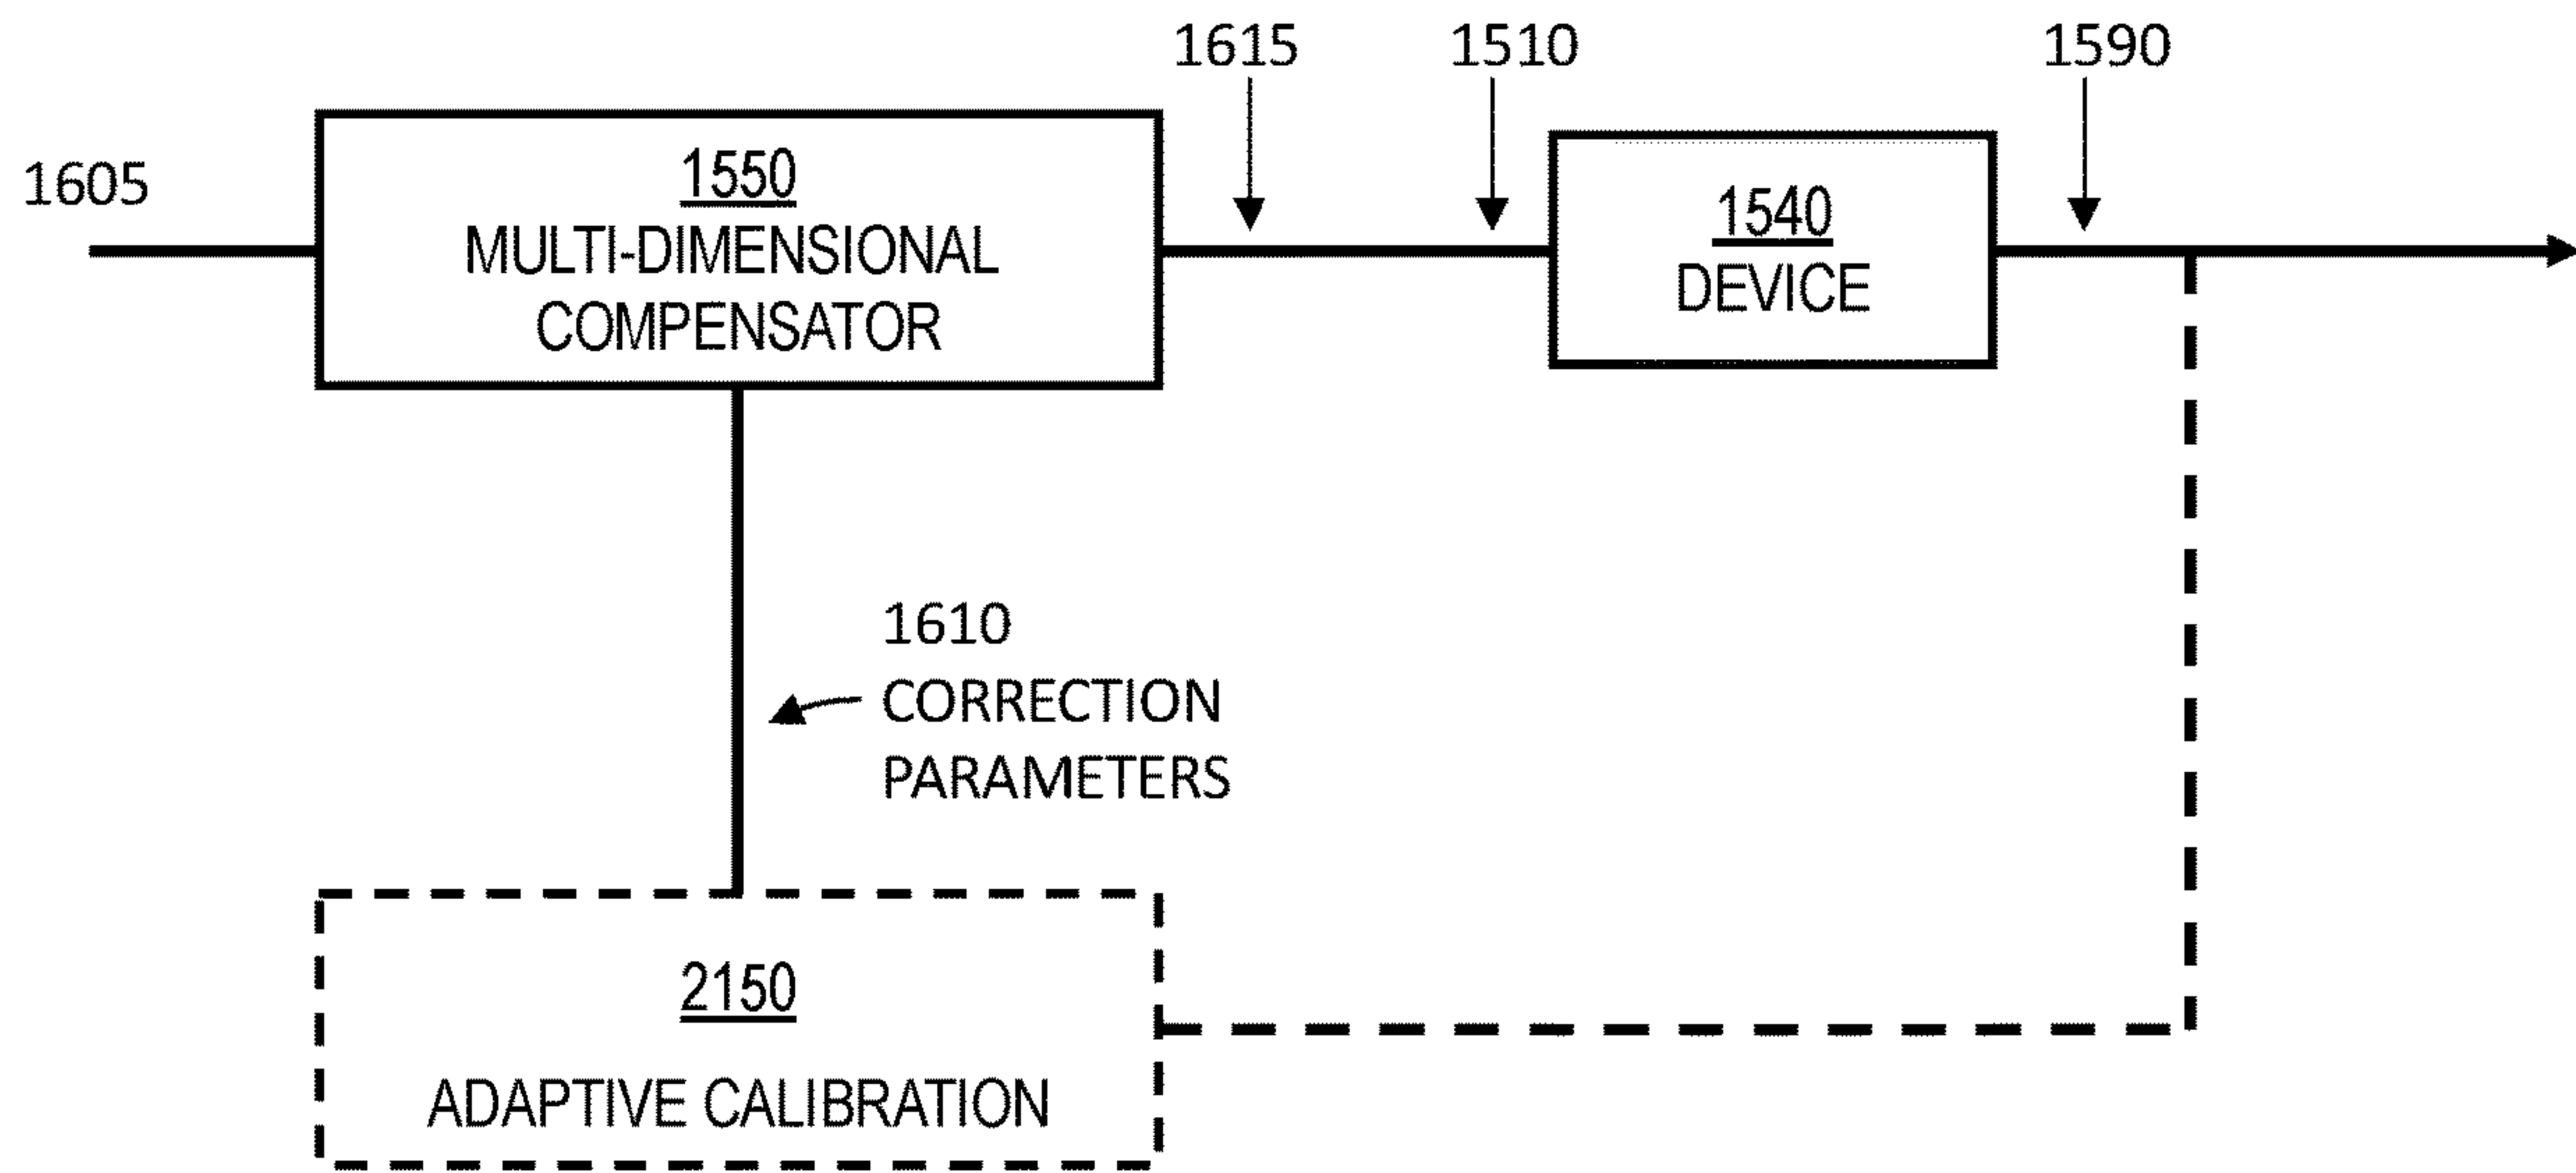 1615
1510
1590
1605
1550
MULTI-DIMENSIONAL
COMPENSATOR
1540
DEVICE
1610
CORRECTION
PARAMETERS
2150
ADAPTIVE CALIBRATION